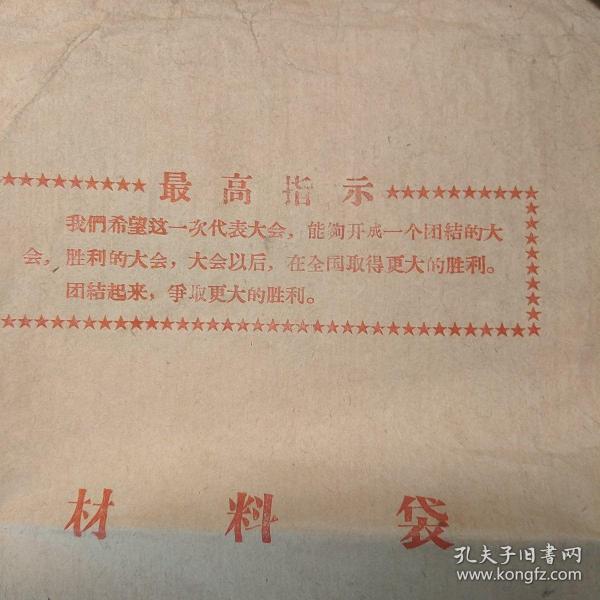 最高指示
我們希望这一次代表大会，能夠开成一个团結的大
会，胜利的大会，大会以后，在全国取得更大的胜利。
团結起来，爭取更大的胜利。
材料袋
孔夫子旧书网
www.kongfz.com